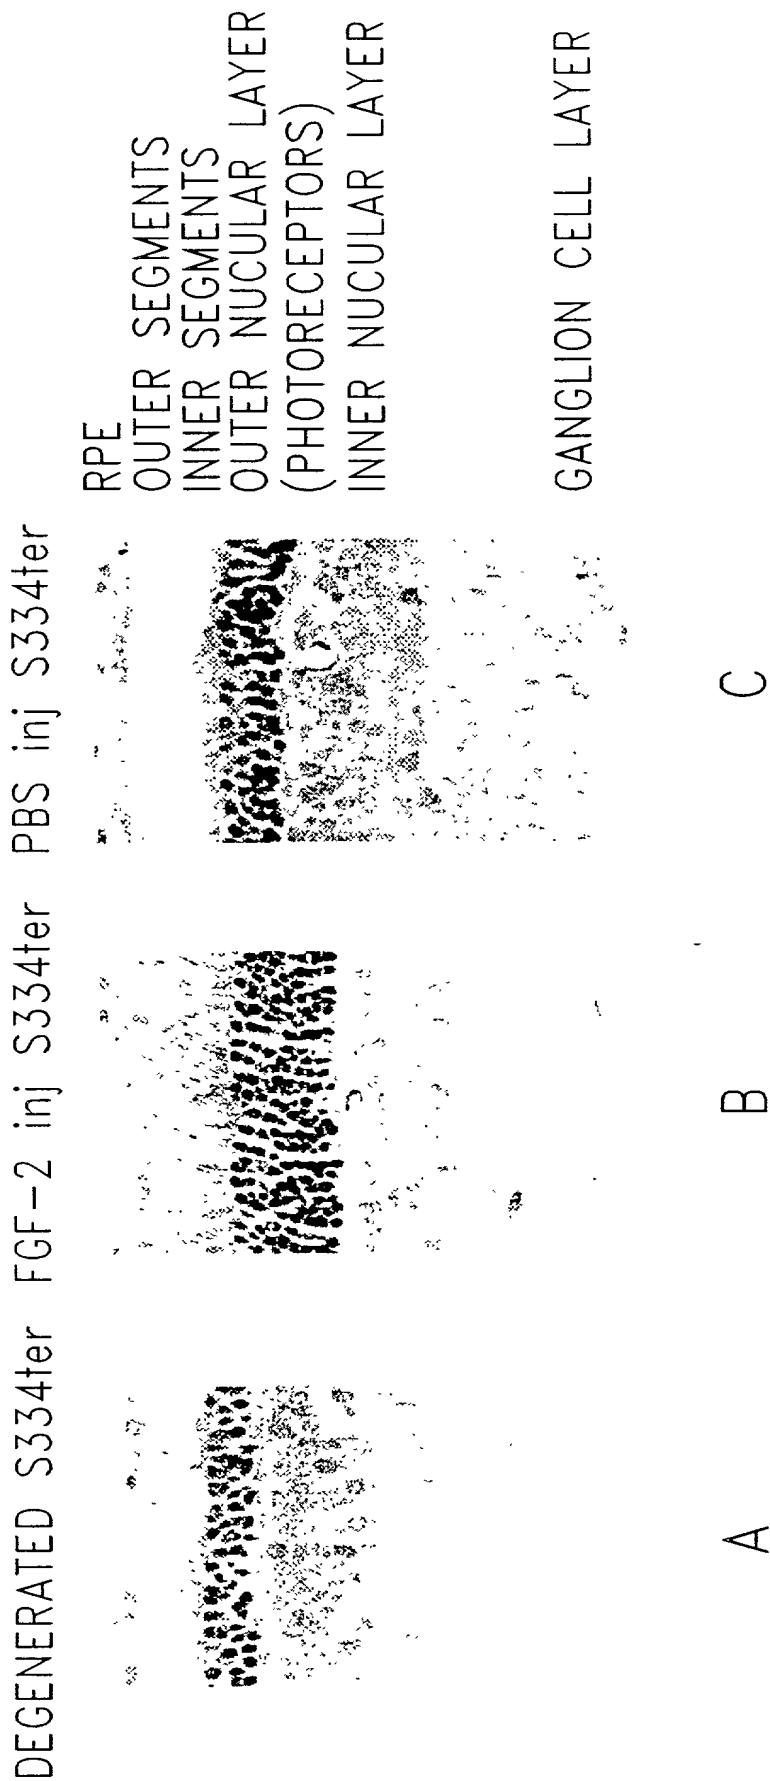 DEGENERATED S334ter
FGF-2 inj S334ter
PBS inj S334ter
RPE
OUTER SEGMENTS
INNER SEGMENTS
OUTER NUCULAR LAYER
(PHOTORECEPTORS)
INNER NUCULAR LAYER
GANGLION CELL LAYER
A
B
C